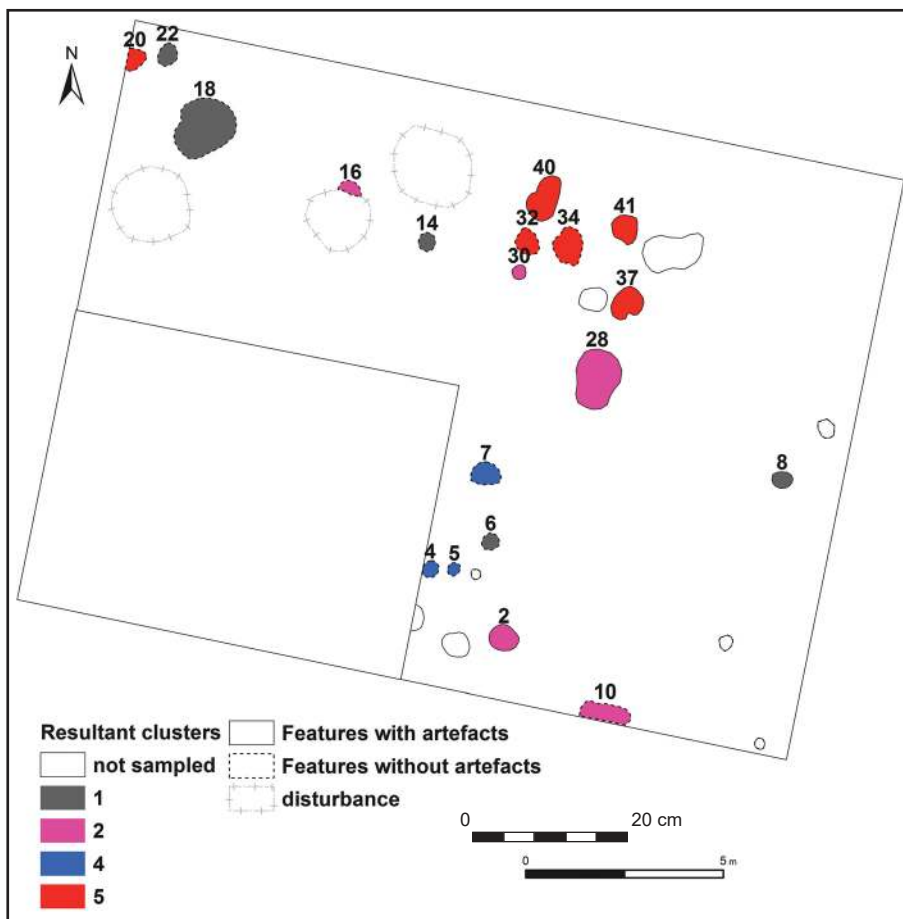 20 22
N
18
16
14
40
32 34 41
30
37
28
7
8
6
4 5
2
10
Resultant clusters
not sampled
1
2
4
5
Features with artefacts
Features without artefacts
disturbance
0 20 cm
0 5 m